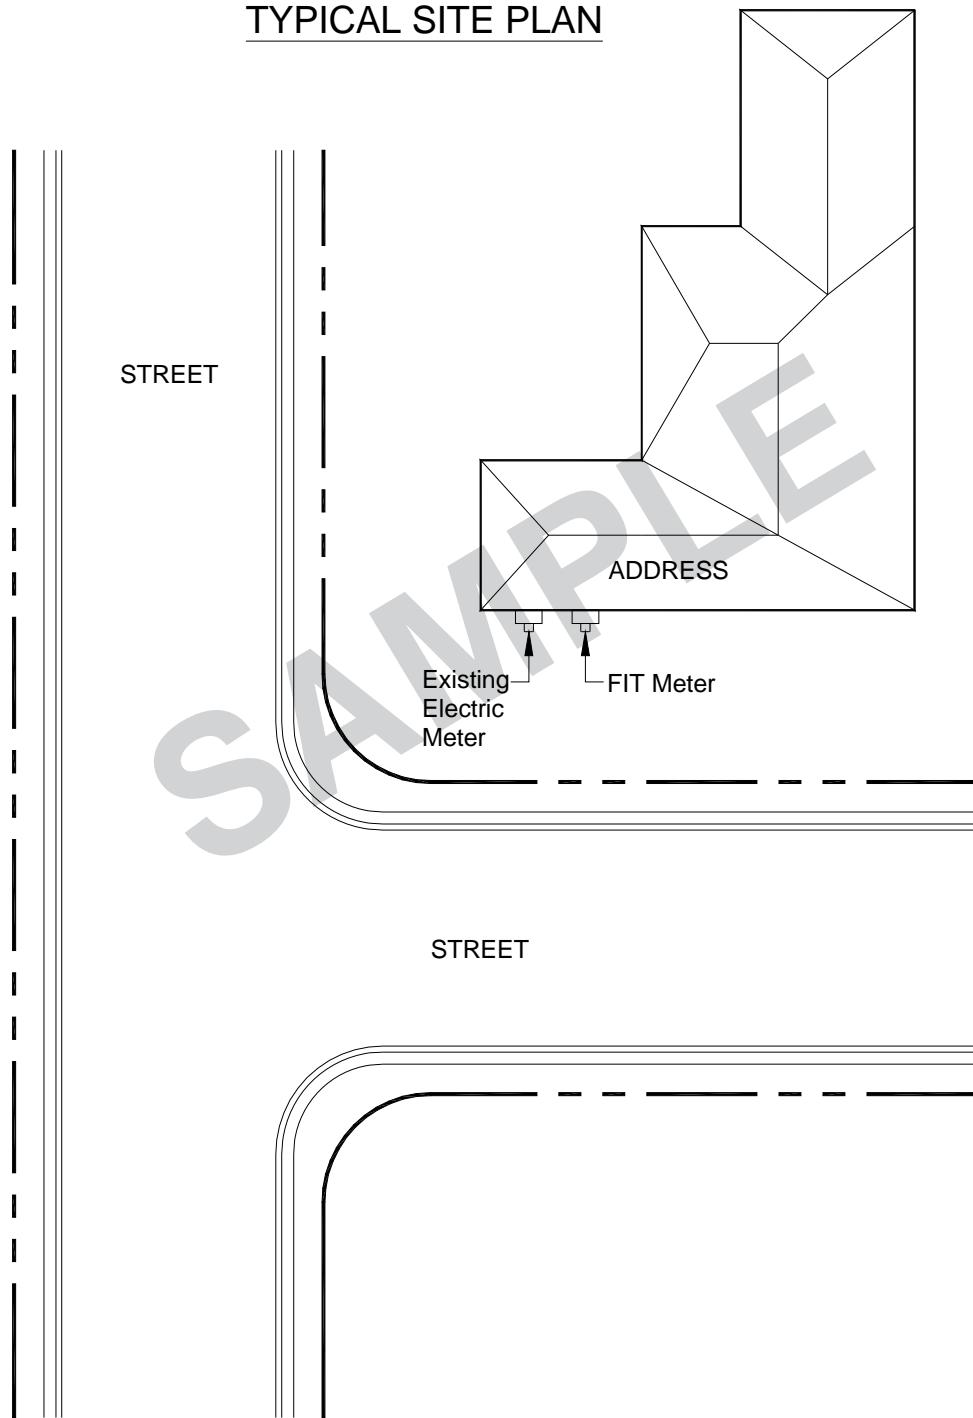 TYPICAL SITE PLAN
STREET
SAMPLE
ADDRESS
Existing
Electric
Meter
FIT Meter
STREET